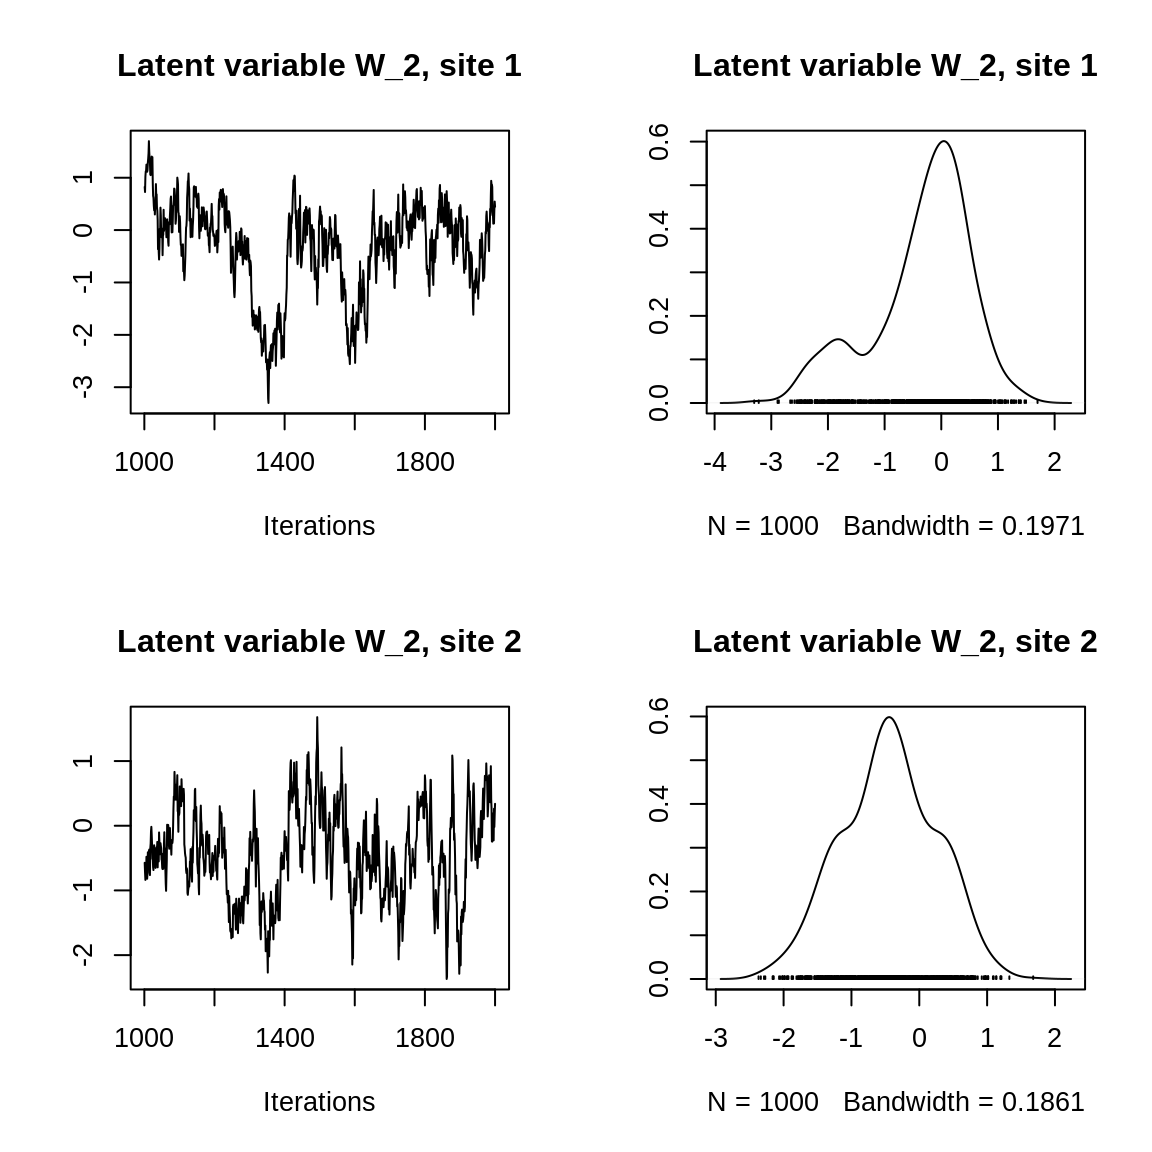 Latent variable W_2, site 1
1
0
-1
-2
-3
1000 1400 1800
Iterations
Latent variable W_2, site 1
0.6
0.4
0.2
0.0
-4 -3 -2 -1 0 1 2
N = 1000 Bandwidth = 0.1971
Latent variable W_2, site 2
1
0
-1
-2
1000 1400 1800
Iterations
Latent variable W_2, site 2
0.6
0.4
0.2
0.0
-3 -2 -1 0 1 2
N = 1000 Bandwidth = 0.1861